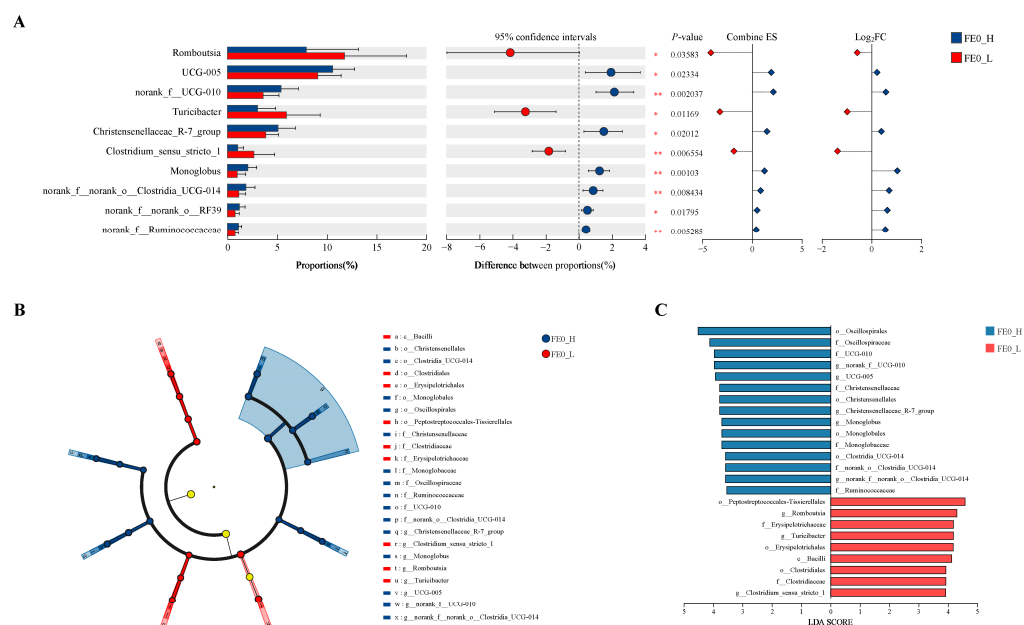 A
95% confidence intervals P-value Combine ES Log2FC
FE0_H
FE0_L
Romboutsia * 0.03583
UCG-005 * 0.02334
norank_f__UCG-010 ** 0.002037
Turicibacter * 0.01169
Christensenellaceae_R-7_group * 0.02012
Clostridium_sensu_stricto_1 ** 0.006554
Monoglobus ** 0.00103
norank_f__norank_o__Clostridia_UCG-014 ** 0.008434
norank_f__norank_o__RF39 * 0.01795
norank_f__Ruminococcaceae ** 0.005285
0 5 10 15 20 −8 −6 −4 −2 0 2 4 −5 0 5 −2 0 2
Proportions(%) Difference between proportions(%)
B
a : c__Bacilli
b : o__Christensenellales
c : o__Clostridia_UCG-014
d : o__Clostridiales
e : o__Erysipelotrichales
f : o__Monoglobales
g : o__Oscillospirales
h : o__Peptostreptococcales-Tissierellales
i : f__Christensenellaceae
j : f__Clostridiaceae
k : f__Erysipelotrichaceae
l : f__Monoglobaceae
m : f__Oscillospiraceae
n : f__Ruminococcaceae
o : f__UCG-010
p : f__norank_o__Clostridia_UCG-014
q : g__Christensenellaceae_R-7_group
r : g__Clostridium_sensu_stricto_1
s : g__Monoglobus
t : g__Romboutsia
u : g__Turicibacter
v : g__UCG-005
w : g__norank_f__UCG-010
x : g__norank_f__norank_o__Clostridia_UCG-014
FE0_H
FE0_L
C
o__Oscillospirales
f__Oscillospiraceae
f__UCG-010
g__norank_f__UCG-010
g__UCG-005
f__Christensenellaceae
o__Christensenellales
g__Christensenellaceae_R-7_group
g__Monoglobus
o__Monoglobales
f__Monoglobaceae
o__Clostridia_UCG-014
f__norank_o__Clostridia_UCG-014
g__norank_f__norank_o__Clostridia_UCG-014
f__Ruminococcaceae
o__Peptostreptococcales-Tissierellales
g__Romboutsia
f__Erysipelotrichaceae
g__Turicibacter
o__Erysipelotrichales
c__Bacilli
o__Clostridiales
f__Clostridiaceae
g__Clostridium_sensu_stricto_1
FE0_H
FE0_L
5 4 3 2 1 0 1 2 3 4 5
LDA SCORE